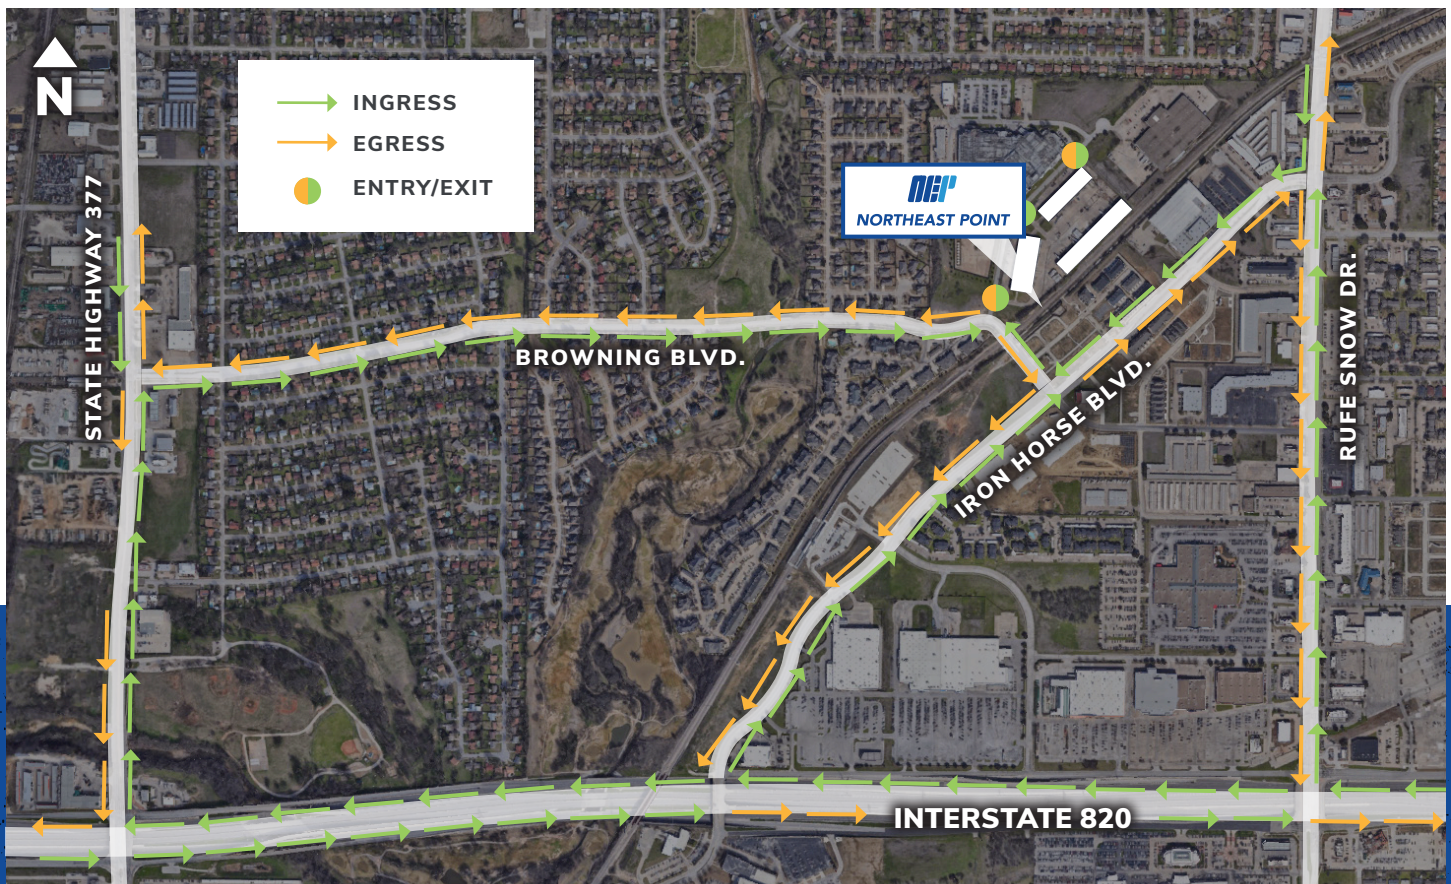 N
INGRESS
EGRESS
ENTRY/EXIT
NEP
NORTHEAST POINT
STATE HIGHWAY 377
BROWNING BLVD.
IRON HORSE BLVD.
RUFE SNOW DR.
INTERSTATE 820